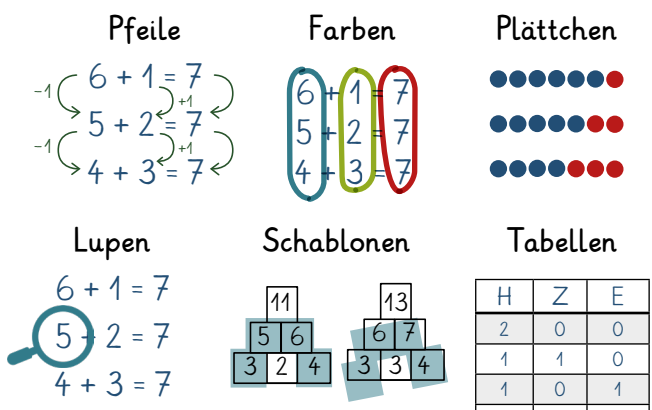 Pfeile
6 + 1 = 7
-1
+1
5 + 2 = 7
-1
+1
4 + 3 = 7
Farben
6 + 1 = 7
5 + 2 = 7
4 + 3 = 7
Plättchen
Lupen
6 + 1 = 7
5 + 2 = 7
4 + 3 = 7
Schablonen
11
5 6
3 2 4
13
6 7
3 3 4
Tabellen
H Z E
2 0 0
1 1 0
1 0 1